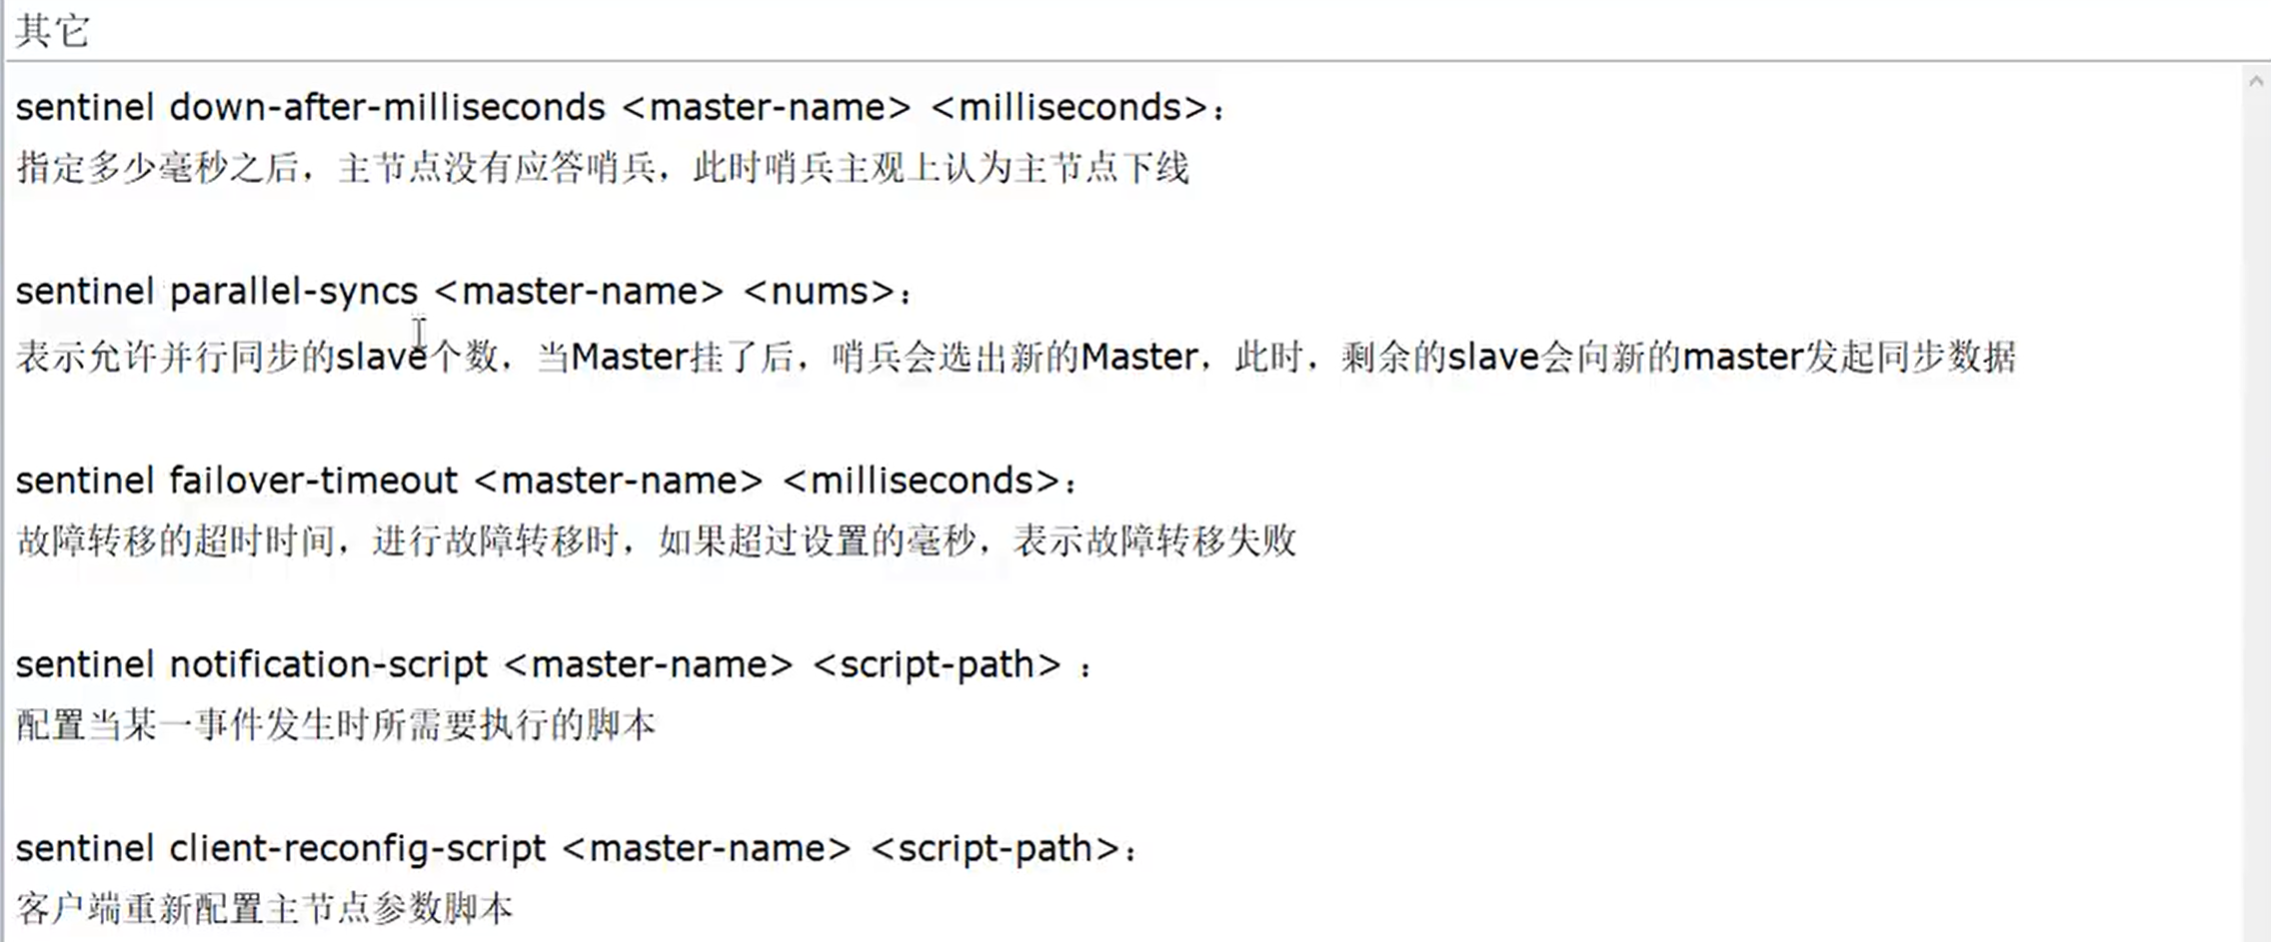 其它
sentinel down-after-milliseconds <master-name> <milliseconds>：
指定多少毫秒之后，主节点没有应答哨兵，此时哨兵主观上认为主节点下线
sentinel parallel-syncs <master-name> <nums>：
表示允许并行同步的slave个数，当Master挂了后，哨兵会选出新的Master，此时，剩余的slave会向新的master发起同步数据
sentinel failover-timeout <master-name> <milliseconds>：
故障转移的超时时间，进行故障转移时，如果超过设置的毫秒，表示故障转移失败
sentinel notification-script <master-name> <script-path> ：
配置当某一事件发生时所需要执行的脚本
sentinel client-reconfig-script <master-name> <script-path>：
客户端重新配置主节点参数脚本